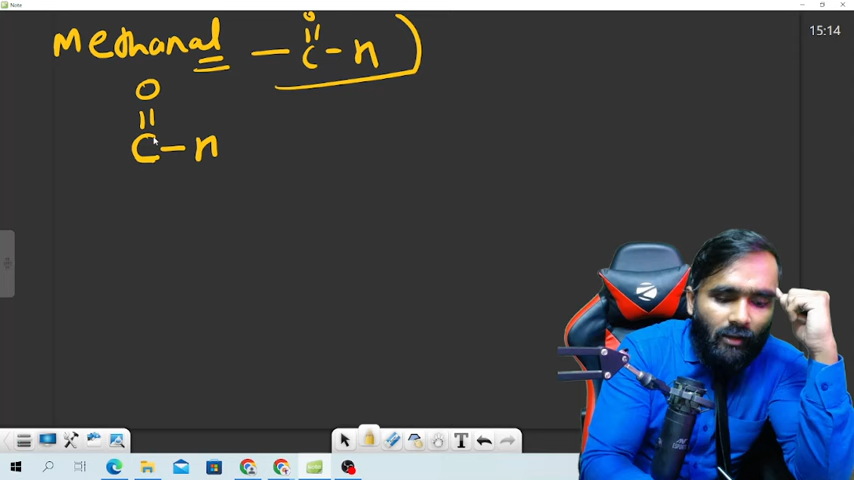 Note
15:14
Methanal — C – n
O
O
C – n